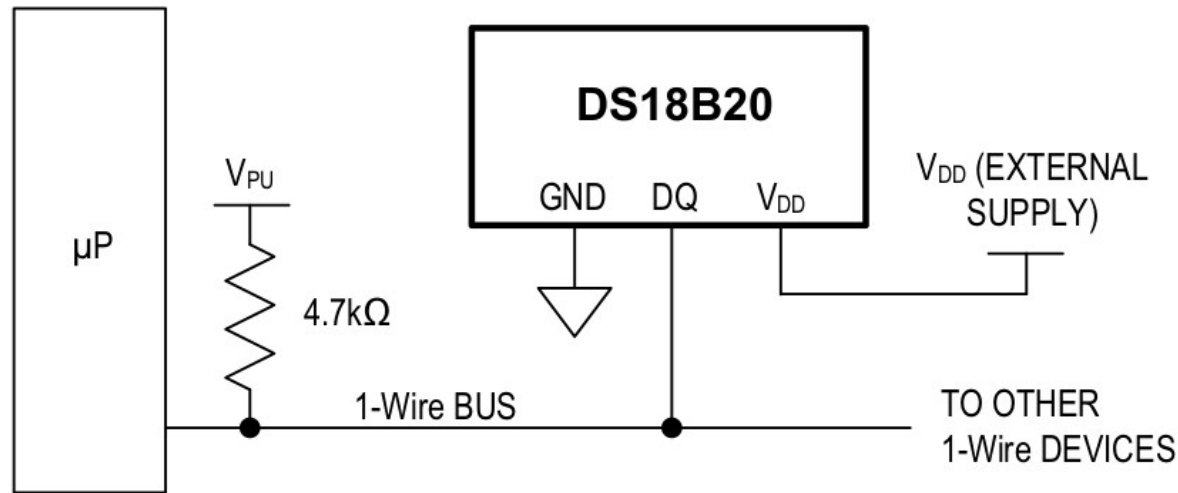 DS18B20
V_DD (EXTERNAL
SUPPLY)
V_PU
GND DQ V_DD
µP
4.7kΩ
1-Wire BUS
TO OTHER
1-Wire DEVICES